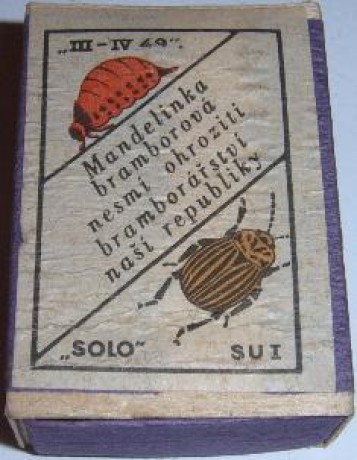 „III - IV 49".
Mandelinka
bramborová
nesmí ohroziti
bramborářství
naší republiky
„SOLO" SUI